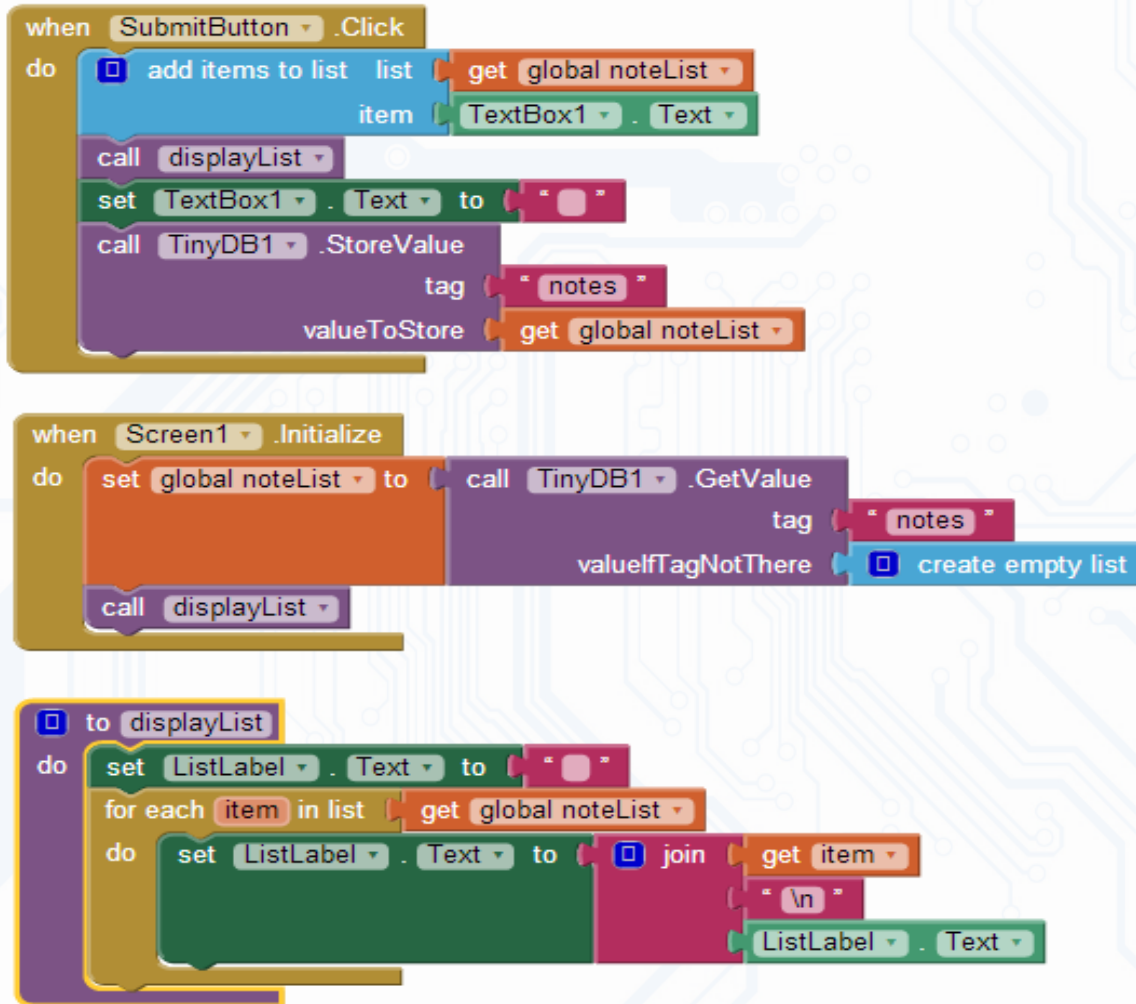 when SubmitButton .Click
do add items to list list get global noteList
item TextBox1 . Text
call displayList
set TextBox1 . Text to “ ”
call TinyDB1 .StoreValue
tag “ notes ”
valueToStore get global noteList
when Screen1 .Initialize
do set global noteList to call TinyDB1 .GetValue
tag “ notes ”
valueIfTagNotThere create empty list
call displayList
to displayList
do set ListLabel . Text to “ ”
for each item in list get global noteList
do set ListLabel . Text to join get item
“ \n ”
ListLabel . Text